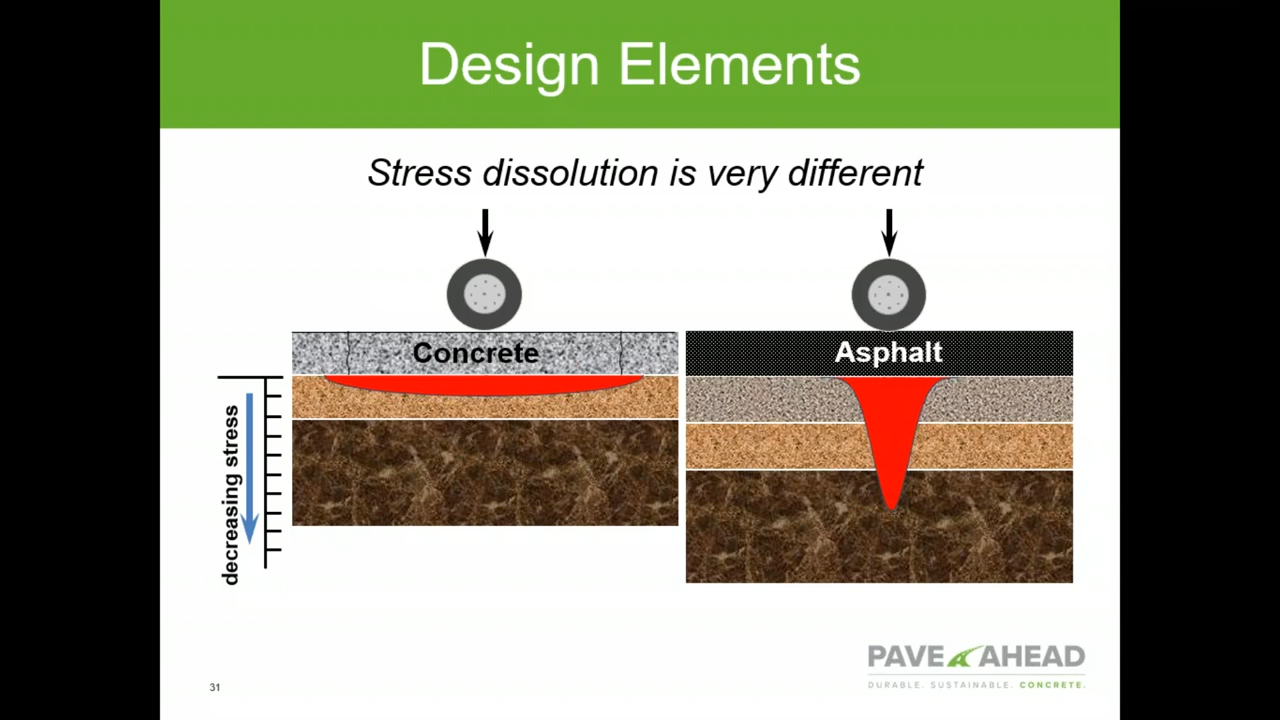 Design Elements
Stress dissolution is very different
Concrete
Asphalt
decreasing stress
PAVE AHEAD
DURABLE. SUSTAINABLE. CONCRETE.
31